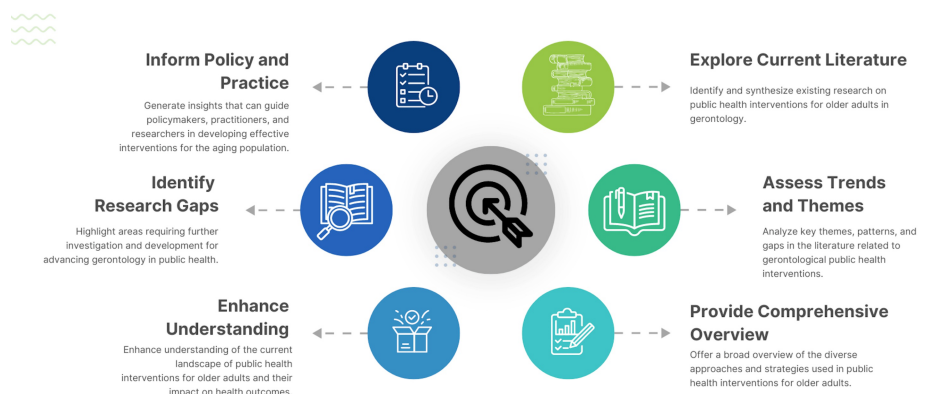 Inform Policy and
Practice
Generate insights that can guide
policymakers, practitioners, and
researchers in developing effective
interventions for the aging population.
Explore Current Literature
Identify and synthesize existing research on
public health interventions for older adults in
gerontology.
Identify
Research Gaps
Highlight areas requiring further
investigation and development for
advancing gerontology in public health.
Assess Trends
and Themes
Analyze key themes, patterns, and
gaps in the literature related to
gerontological public health
interventions.
Enhance
Understanding
Enhance understanding of the current
landscape of public health
interventions for older adults and their
impact on health outcomes.
Provide Comprehensive
Overview
Offer a broad overview of the diverse
approaches and strategies used in public
health interventions for older adults.